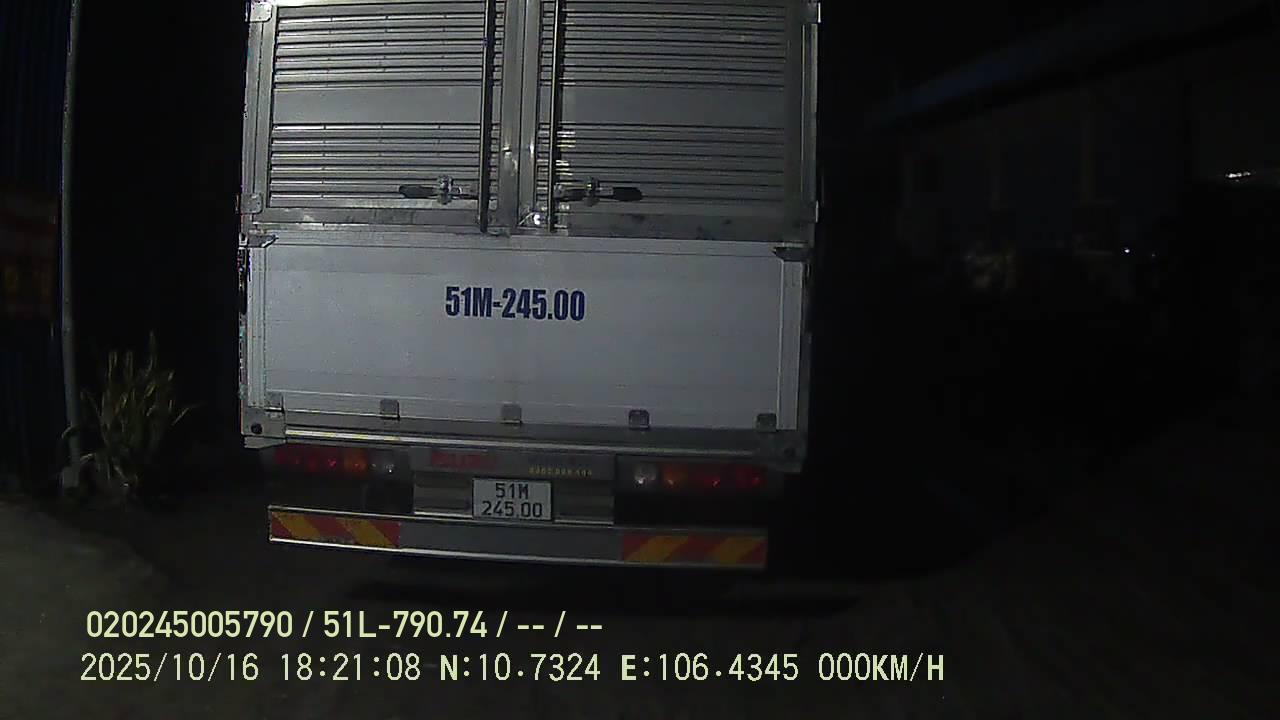 51M-245.00
51M
245.00
020245005790 / 51L-790.74 / -- / --
2025/10/16 18:21:08 N:10.7324 E:106.4345 000KM/H